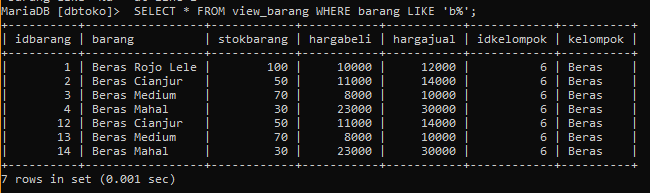 MariaDB [dbtoko]>  SELECT * FROM view_barang WHERE barang LIKE 'b%';
+----------+-----------------+------------+-----------+-----------+------------+----------+
| idbarang | barang          | stokbarang | hargabeli | hargajual | idkelompok | kelompok |
+----------+-----------------+------------+-----------+-----------+------------+----------+
|        1 | Beras Rojo Lele |        100 |     10000 |     12000 |          6 | Beras    |
|        2 | Beras Cianjur   |         50 |     11000 |     14000 |          6 | Beras    |
|        3 | Beras Medium    |         70 |      8000 |     10000 |          6 | Beras    |
|        4 | Beras Mahal     |         30 |     23000 |     30000 |          6 | Beras    |
|       12 | Beras Cianjur   |         50 |     11000 |     14000 |          6 | Beras    |
|       13 | Beras Medium    |         70 |      8000 |     10000 |          6 | Beras    |
|       14 | Beras Mahal     |         30 |     23000 |     30000 |          6 | Beras    |
+----------+-----------------+------------+-----------+-----------+------------+----------+
7 rows in set (0.001 sec)